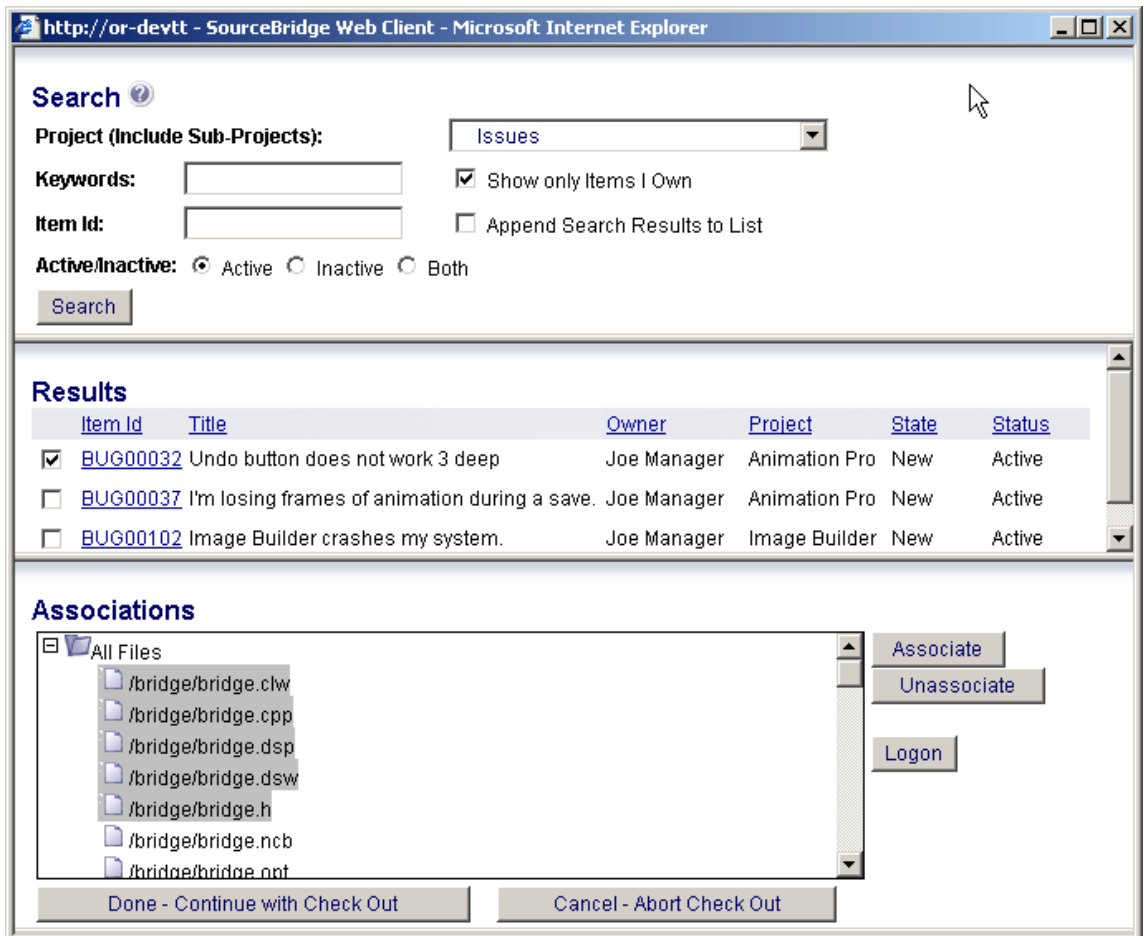 http://or-devtt - SourceBridge Web Client - Microsoft Internet Explorer
Search
Project (Include Sub-Projects): Issues
Keywords: Show only Items I Own
Item Id: Append Search Results to List
Active/Inactive: Active Inactive Both
Search
Results
Item Id Title Owner Project State Status
BUG00032 Undo button does not work 3 deep Joe Manager Animation Pro New Active
BUG00037 I'm losing frames of animation during a save. Joe Manager Animation Pro New Active
BUG00102 Image Builder crashes my system. Joe Manager Image Builder New Active
Associations
All Files Associate
/bridge/bridge.clw Unassociate
/bridge/bridge.cpp
/bridge/bridge.dsp Logon
/bridge/bridge.dsw
/bridge/bridge.h
/bridge/bridge.ncb
/bridge/bridge.opt
Done - Continue with Check Out Cancel - Abort Check Out